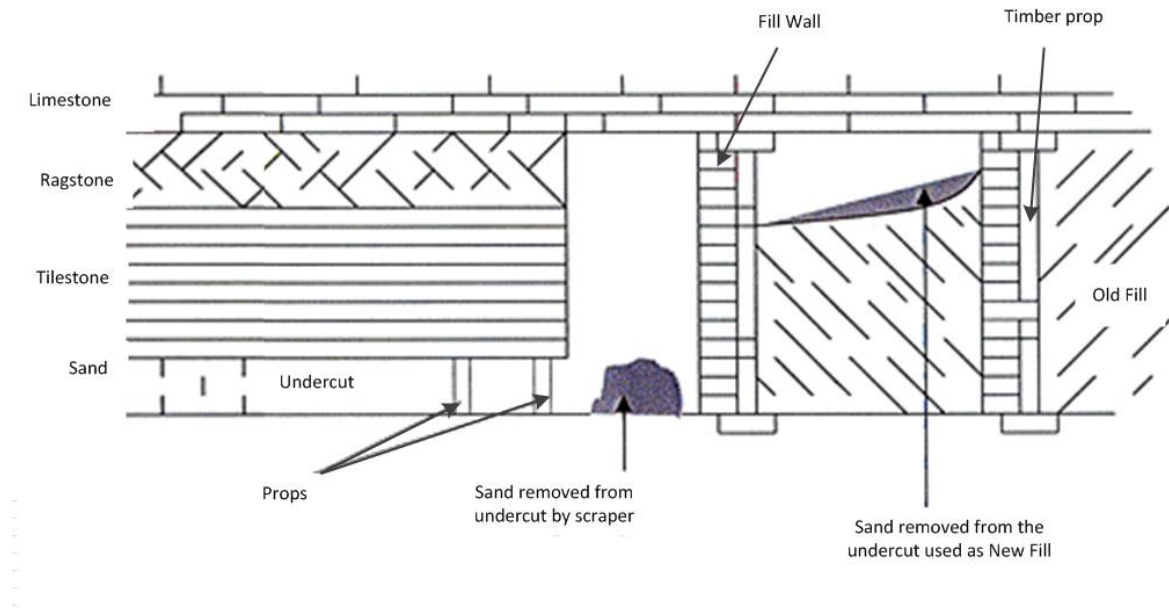 Fill Wall
Timber prop
Limestone
Ragstone
Tilestone
Old Fill
Sand
Undercut
Props
Sand removed from
undercut by scraper
Sand removed from the
undercut used as New Fill